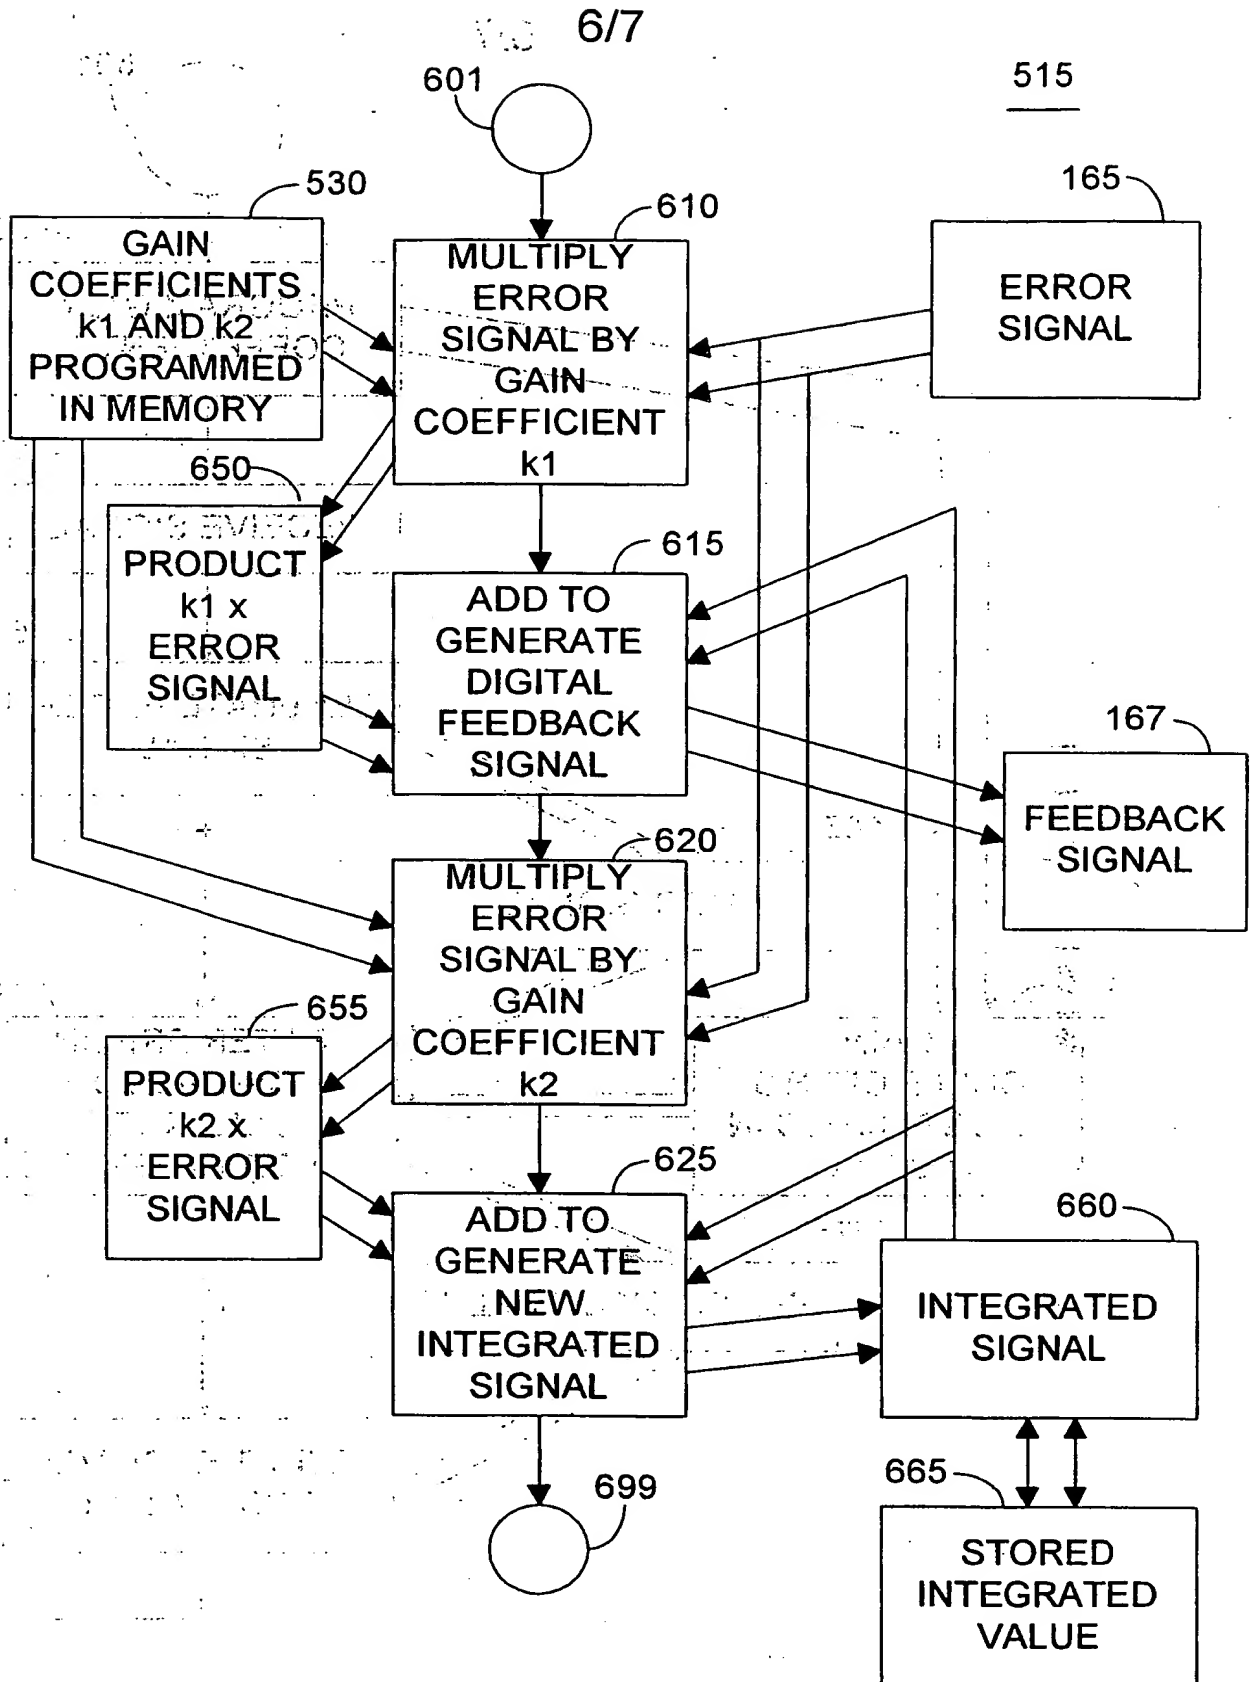 6/7
515
601
530
GAIN
COEFFICIENTS
k1 AND k2
PROGRAMMED
IN MEMORY
610
MULTIPLY
ERROR
SIGNAL BY
GAIN
COEFFICIENT
k1
165
ERROR
SIGNAL
650
PRODUCT
k1 x
ERROR
SIGNAL
615
ADD TO
GENERATE
DIGITAL
FEEDBACK
SIGNAL
167
FEEDBACK
SIGNAL
620
MULTIPLY
ERROR
SIGNAL BY
GAIN
COEFFICIENT
k2
655
PRODUCT
k2 x
ERROR
SIGNAL
625
ADD TO
GENERATE
NEW
INTEGRATED
SIGNAL
660
INTEGRATED
SIGNAL
665
STORED
INTEGRATED
VALUE
699